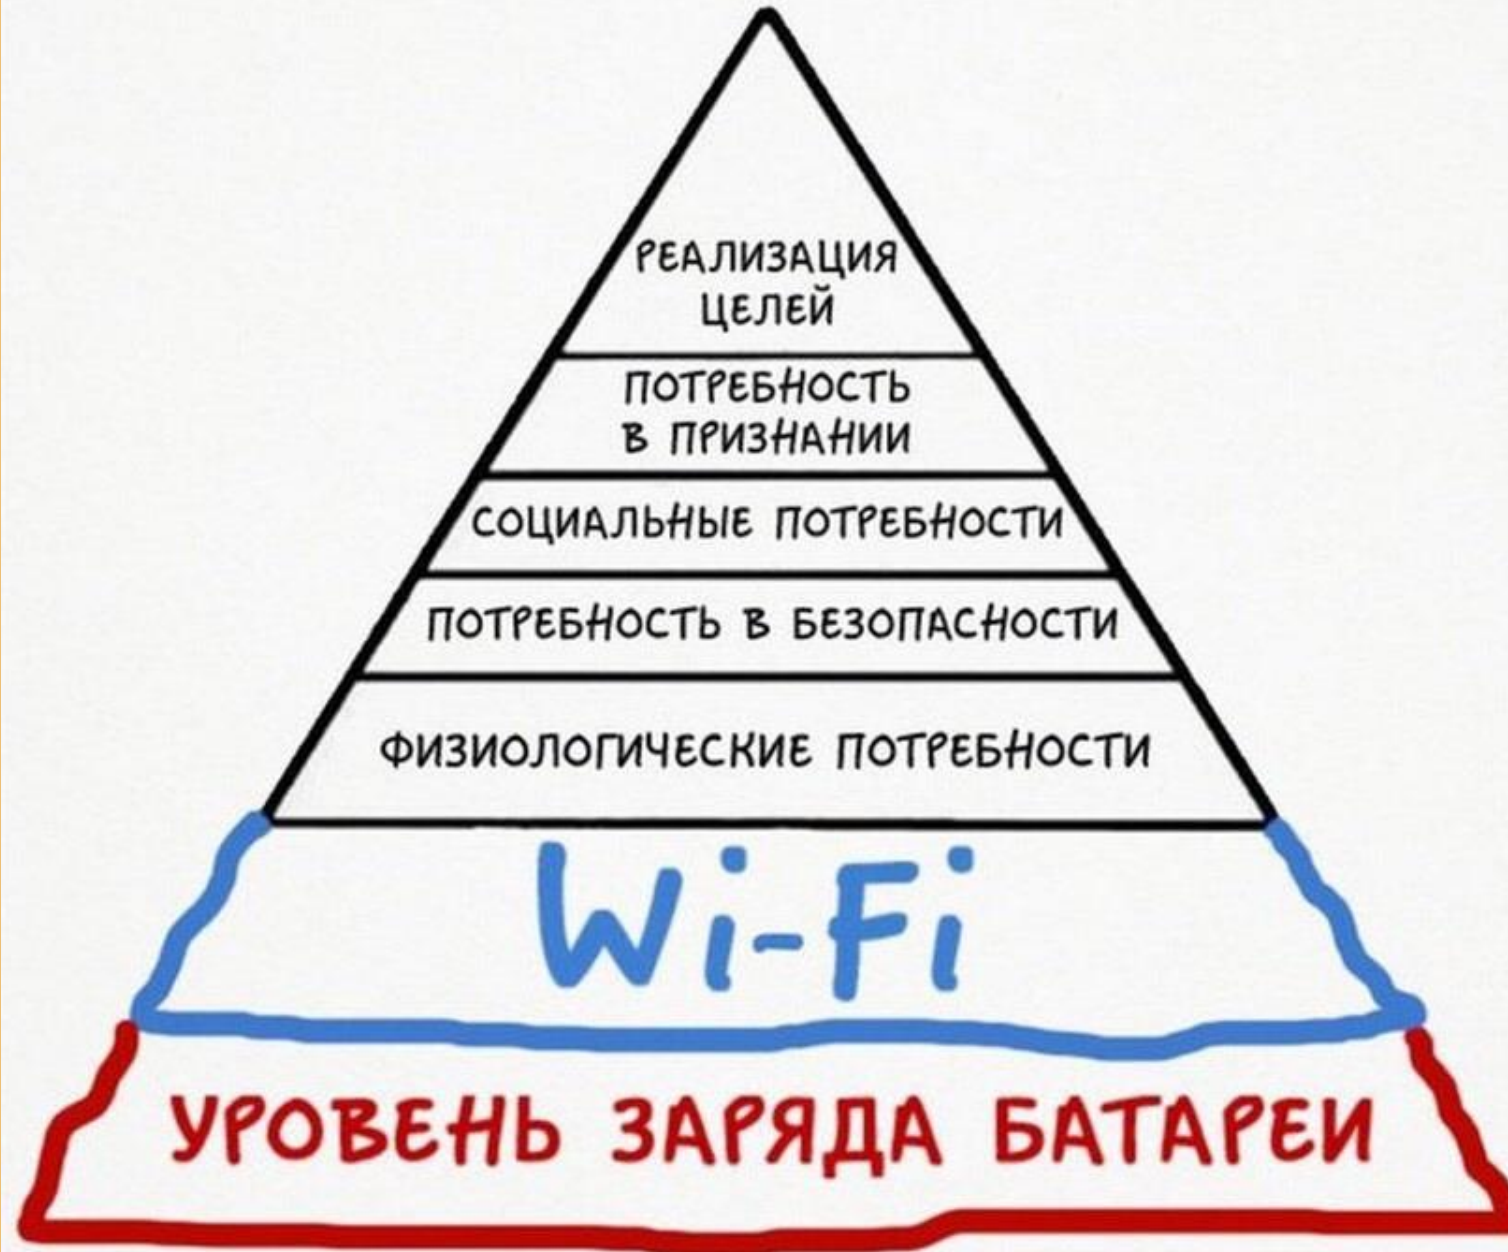 РЕАЛИЗАЦИЯ
ЦЕЛЕЙ
ПОТРЕБНОСТЬ
В ПРИЗНАНИИ
СОЦИАЛЬНЫЕ ПОТРЕБНОСТИ
ПОТРЕБНОСТЬ В БЕЗОПАСНОСТИ
ФИЗИОЛОГИЧЕСКИЕ ПОТРЕБНОСТИ
Wi-Fi
УРОВЕНЬ ЗАРЯДА БАТАРЕИ